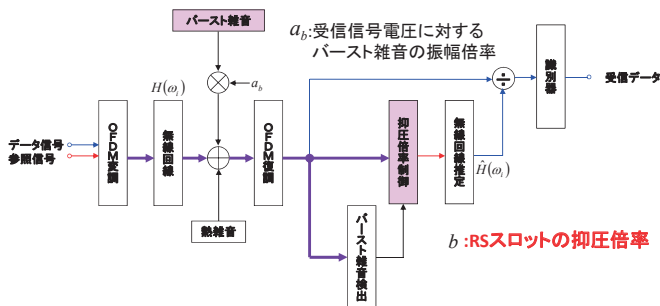 バースト雑音
a_b:受信信号電圧に対する
バースト雑音の振幅倍率
a_b
H(ω_i)
÷
識別器
受信データ
データ信号
参照信号
OFDM変調
無線回線
OFDM復調
抑圧倍率制御
無線回線推定
Ĥ(ω_i)
熱雑音
バースト雑音検出
b :RSスロットの抑圧倍率